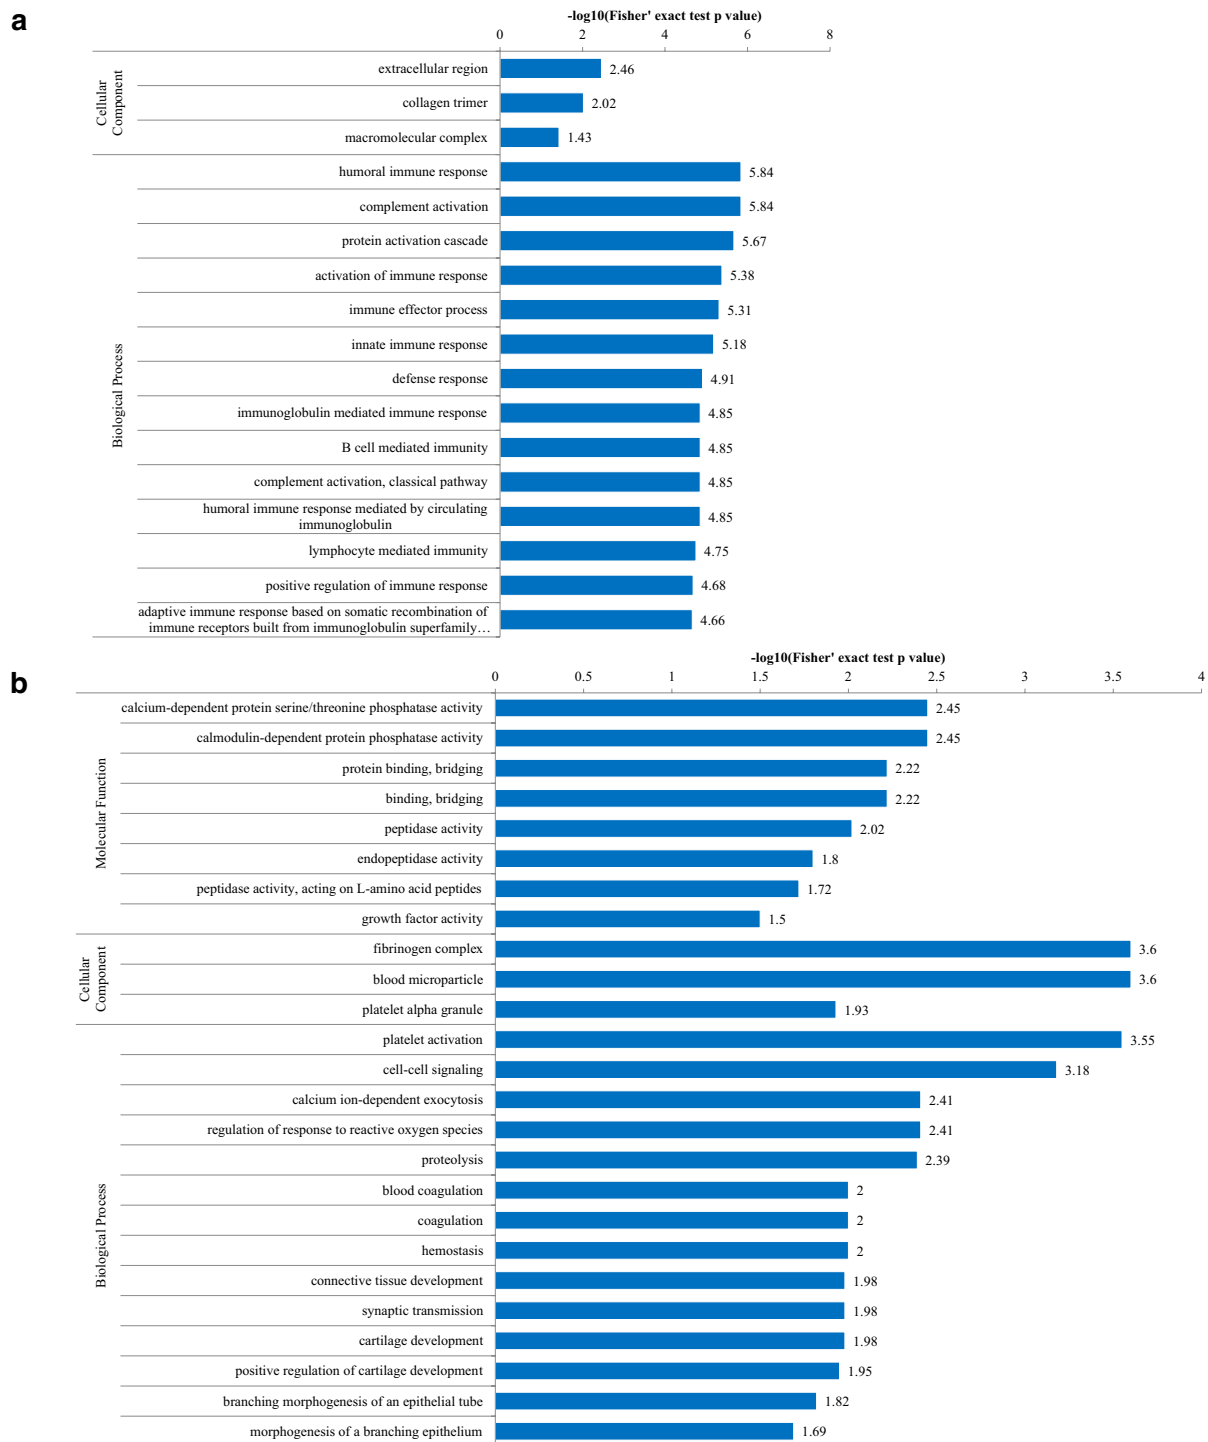 a
-log10(Fisher' exact test p value)
0 2 4 6 8
Cellular
Component
extracellular region 2.46
collagen trimer 2.02
macromolecular complex 1.43
Biological Process
humoral immune response 5.84
complement activation 5.84
protein activation cascade 5.67
activation of immune response 5.38
immune effector process 5.31
innate immune response 5.18
defense response 4.91
immunoglobulin mediated immune response 4.85
B cell mediated immunity 4.85
complement activation, classical pathway 4.85
humoral immune response mediated by circulating
immunoglobulin 4.85
lymphocyte mediated immunity 4.75
positive regulation of immune response 4.68
adaptive immune response based on somatic recombination of
immune receptors built from immunoglobulin superfamily… 4.66
b
-log10(Fisher' exact test p value)
0 0.5 1 1.5 2 2.5 3 3.5 4
Molecular Function
calcium-dependent protein serine/threonine phosphatase activity 2.45
calmodulin-dependent protein phosphatase activity 2.45
protein binding, bridging 2.22
binding, bridging 2.22
peptidase activity 2.02
endopeptidase activity 1.8
peptidase activity, acting on L-amino acid peptides 1.72
growth factor activity 1.5
Cellular
Component
fibrinogen complex 3.6
blood microparticle 3.6
platelet alpha granule 1.93
Biological Process
platelet activation 3.55
cell-cell signaling 3.18
calcium ion-dependent exocytosis 2.41
regulation of response to reactive oxygen species 2.41
proteolysis 2.39
blood coagulation 2
coagulation 2
hemostasis 2
connective tissue development 1.98
synaptic transmission 1.98
cartilage development 1.98
positive regulation of cartilage development 1.95
branching morphogenesis of an epithelial tube 1.82
morphogenesis of a branching epithelium 1.69